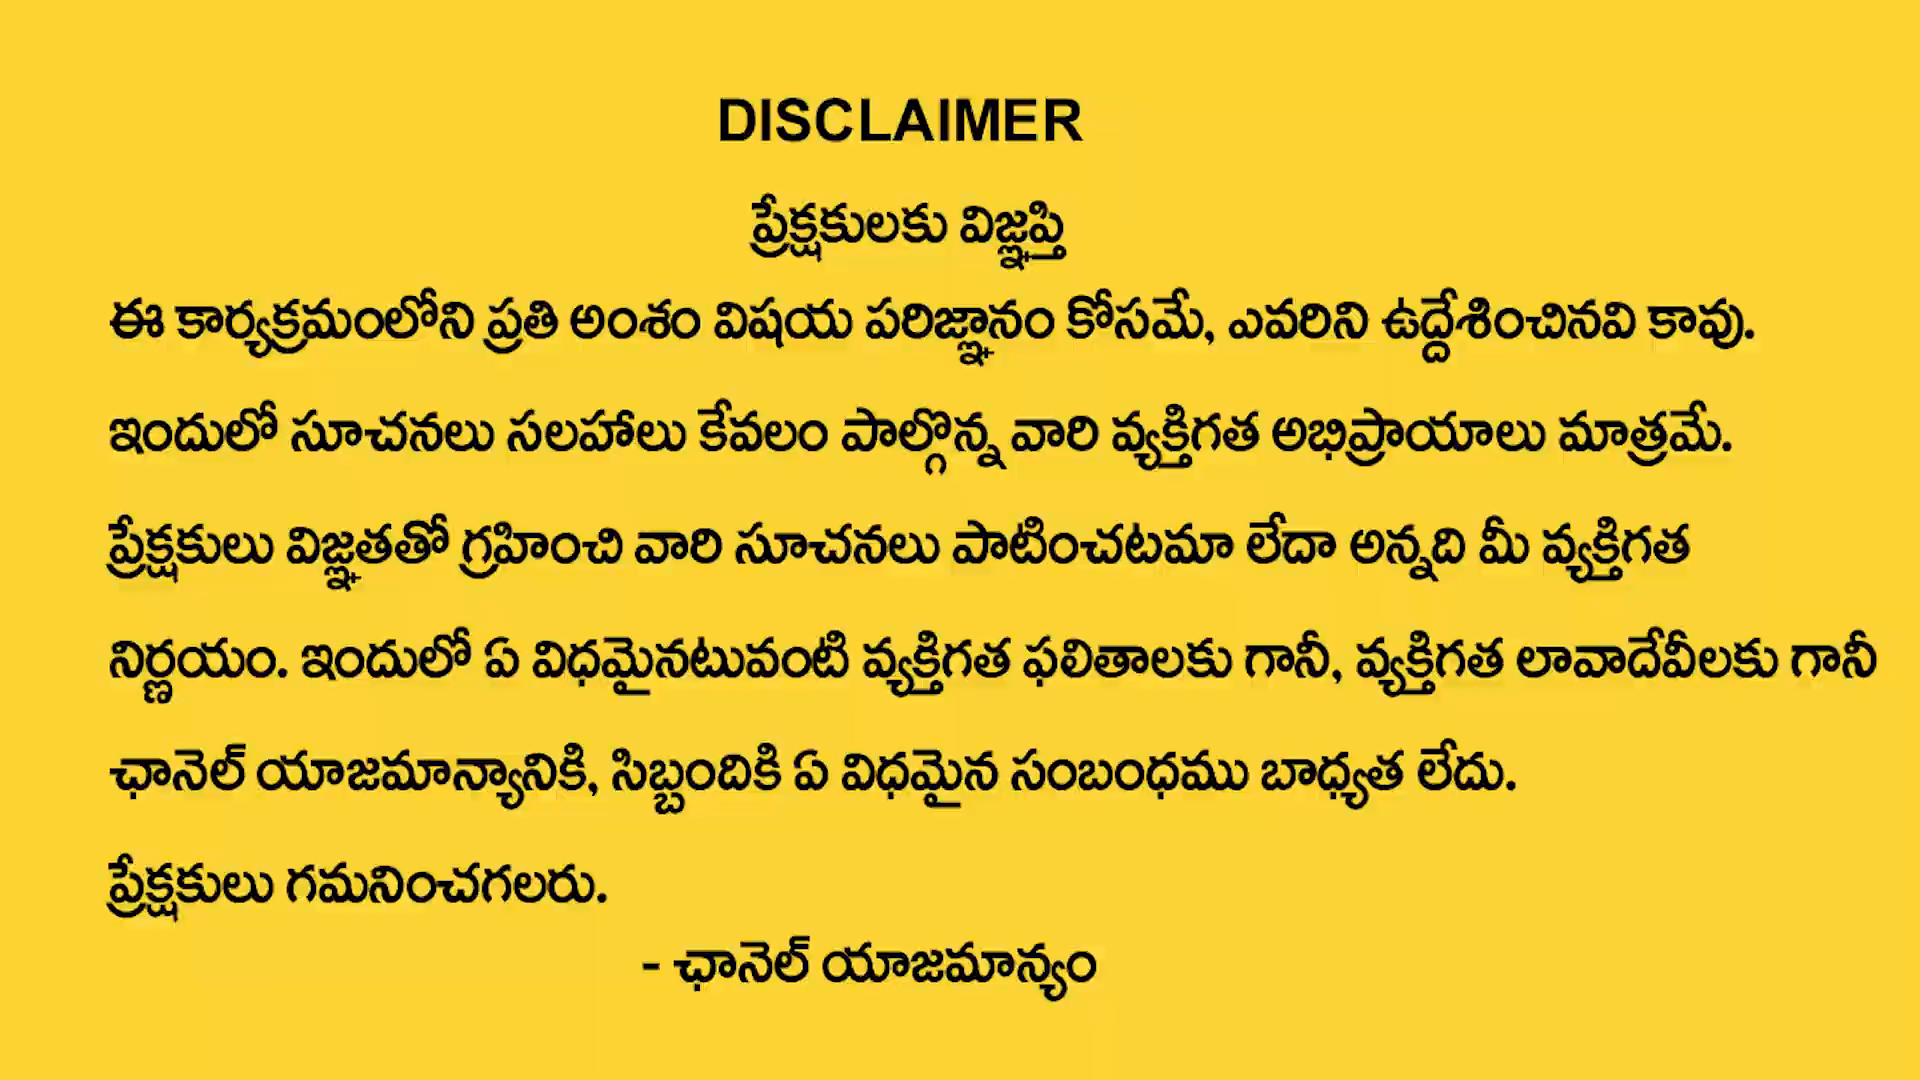 DISCLAIMER
ప్రేక్షకులకు విజ్ఞప్తి
ఈ కార్యక్రమంలోని ప్రతి అంశం విషయ పరిజ్ఞానం కోసమే, ఎవరిని ఉద్దేశించినవి కావు.
ఇందులో సూచనలు సలహాలు కేవలం పాల్గొన్న వారి వ్యక్తిగత అభిప్రాయాలు మాత్రమే.
ప్రేక్షకులు విజ్ఞతతో గ్రహించి వారి సూచనలు పాటించటమా లేదా అన్నది మీ వ్యక్తిగత
నిర్ణయం. ఇందులో ఏ విధమైనటువంటి వ్యక్తిగత ఫలితాలకు గానీ, వ్యక్తిగత లావాదేవీలకు గానీ
ఛానెల్ యాజమాన్యానికి, సిబ్బందికి ఏ విధమైన సంబంధము బాధ్యత లేదు.
ప్రేక్షకులు గమనించగలరు.
- ఛానెల్ యాజమాన్యం